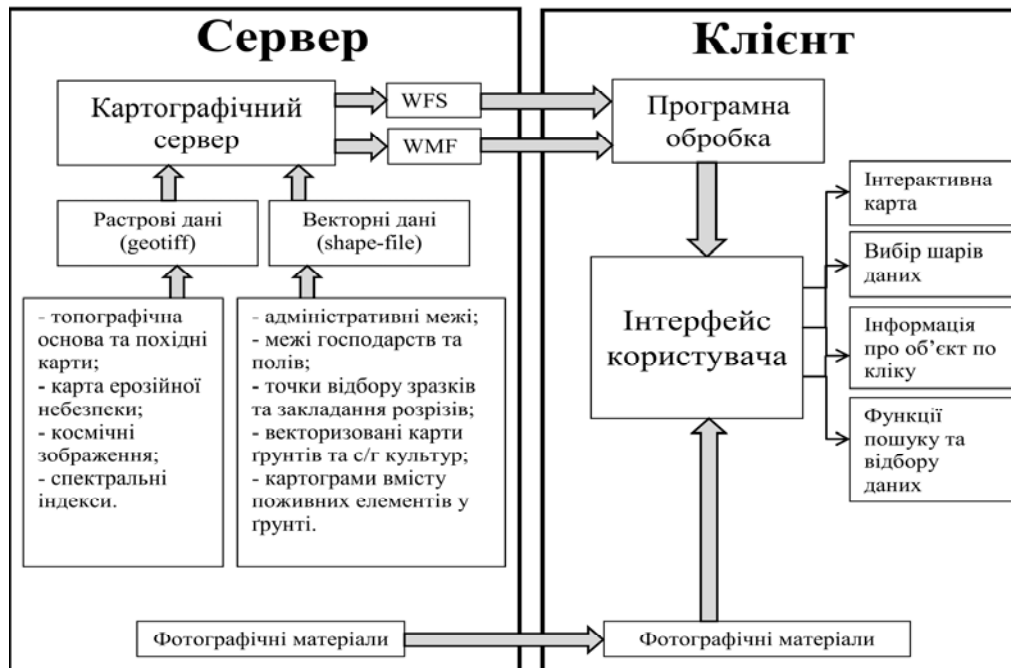 Сервер
Картографічний
сервер
WFS
WMF
Растрові дані
(geotiff)
Векторні дані
(shape-file)
- топографічна
основа та похідні
карти;
- карта ерозійної
небезпеки;
- космічні
зображення;
- спектральні
індекси.
- адміністративні межі;
- межі господарств та
полів;
- точки відбору зразків
та закладання розрізів;
- векторизовані карти
ґрунтів та с/г культур;
- картограми вмісту
поживних елементів у
ґрунті.
Фотографічні матеріали
Клієнт
Програмна
обробка
Інтерфейс
користувача
Інтерактивна
карта
Вибір шарів
даних
Інформація
про об’єкт по
кліку
Функції
пошуку та
відбору
даних
Фотографічні матеріали